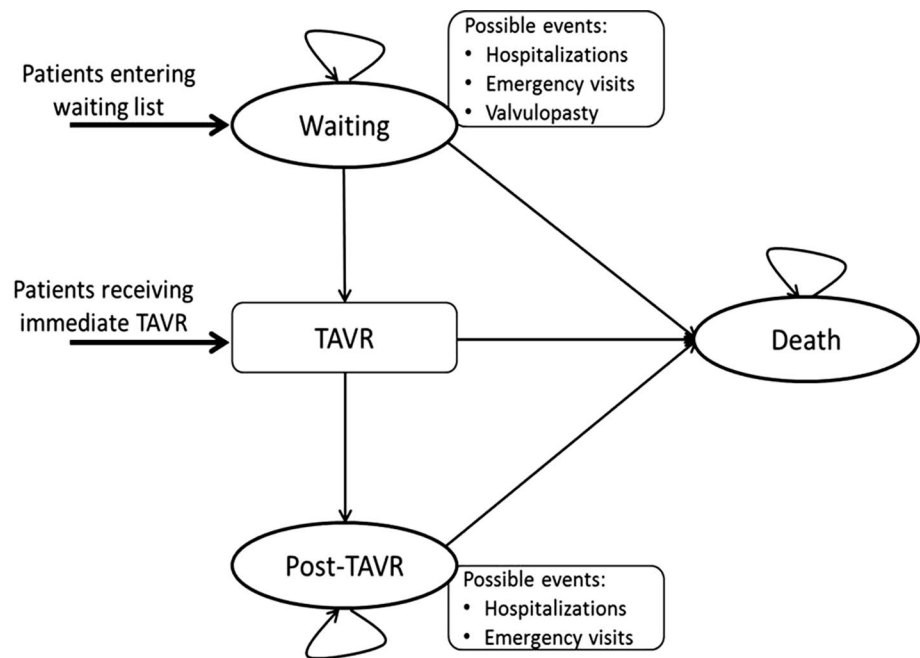 Possible events:
• Hospitalizations
• Emergency visits
• Valvulopasty
Patients entering
waiting list
Waiting
Patients receiving
immediate TAVR
TAVR
Death
Post-TAVR
Possible events:
• Hospitalizations
• Emergency visits